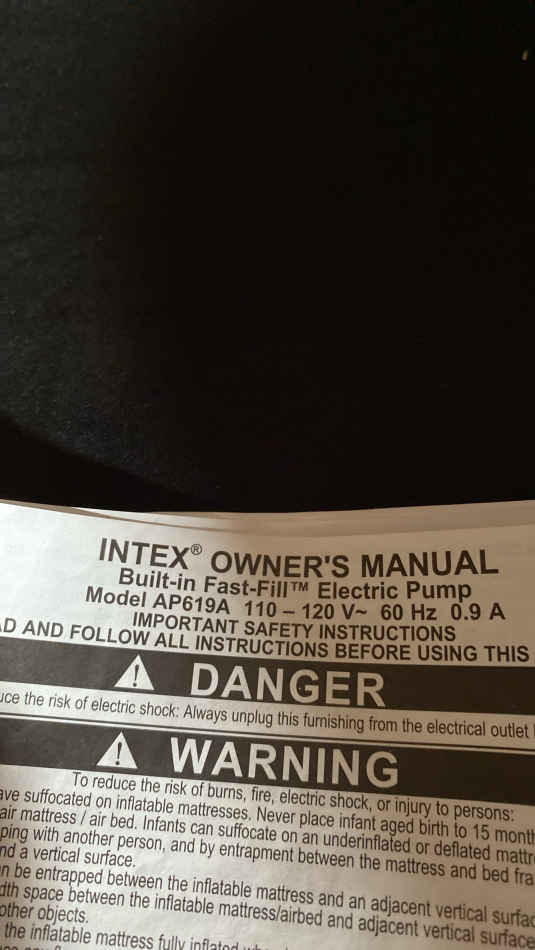 INTEX® OWNER'S MANUAL
Built-in Fast-Fill™ Electric Pump
Model AP619A 110 – 120 V~ 60 Hz 0.9 A
IMPORTANT SAFETY INSTRUCTIONS
AND FOLLOW ALL INSTRUCTIONS BEFORE USING THIS
DANGER
the risk of electric shock: Always unplug this furnishing from the electrical outlet
WARNING
To reduce the risk of burns, fire, electric shock, or injury to persons:
suffocated on inflatable mattresses. Never place infant aged birth to 15
air mattress / air bed. Infants can suffocate on an underinflated or deflated
with another person, and by entrapment between the mattress and bed
a vertical surface.
be entrapped between the inflatable mattress and an adjacent vertical
space between the inflatable mattress/airbed and adjacent vertical surface
other objects.
the inflatable mattress fully inflated